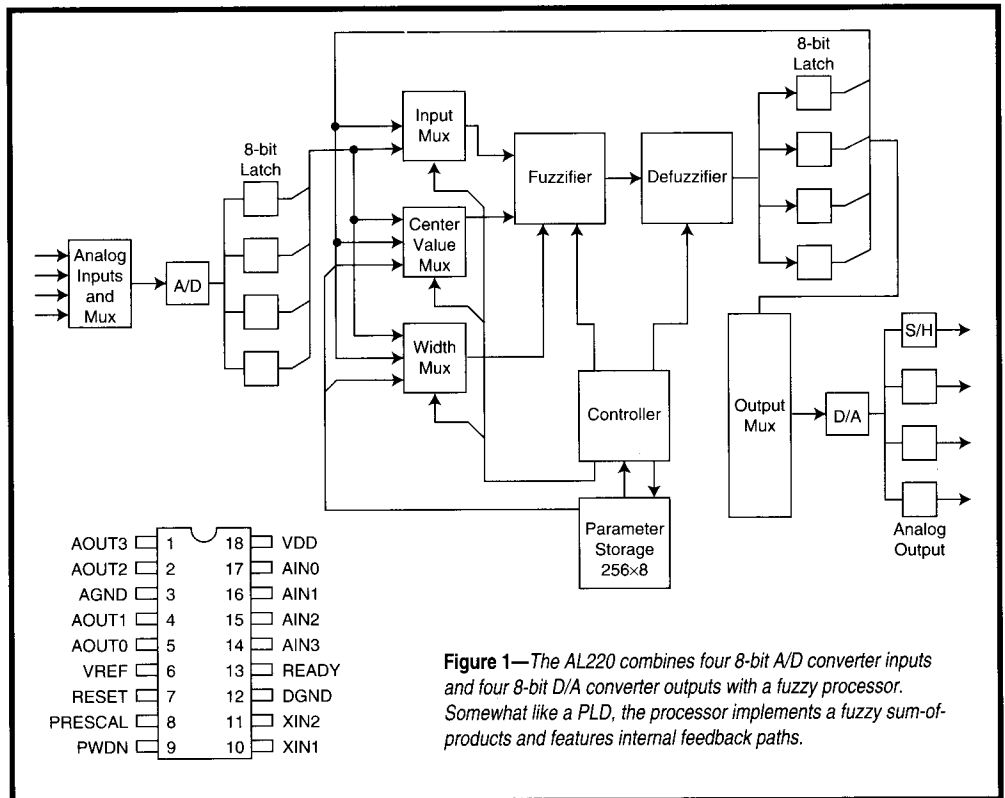 8-bit
Latch
Input
Mux
8-bit
Latch
Fuzzifier
Defuzzifier
Center
Value
Mux
Analog
Inputs
and
Mux
A/D
Width
Mux
S/H
Controller
Output
Mux
D/A
Parameter
Storage
256×8
Analog
Output
AOUT3 1 18 VDD
AOUT2 2 17 AIN0
AGND 3 16 AIN1
AOUT1 4 15 AIN2
AOUT0 5 14 AIN3
VREF 6 13 READY
RESET 7 12 DGND
PRESCAL 8 11 XIN2
PWDN 9 10 XIN1
Figure 1—The AL220 combines four 8-bit A/D converter inputs
and four 8-bit D/A converter outputs with a fuzzy processor.
Somewhat like a PLD, the processor implements a fuzzy sum-of-
products and features internal feedback paths.